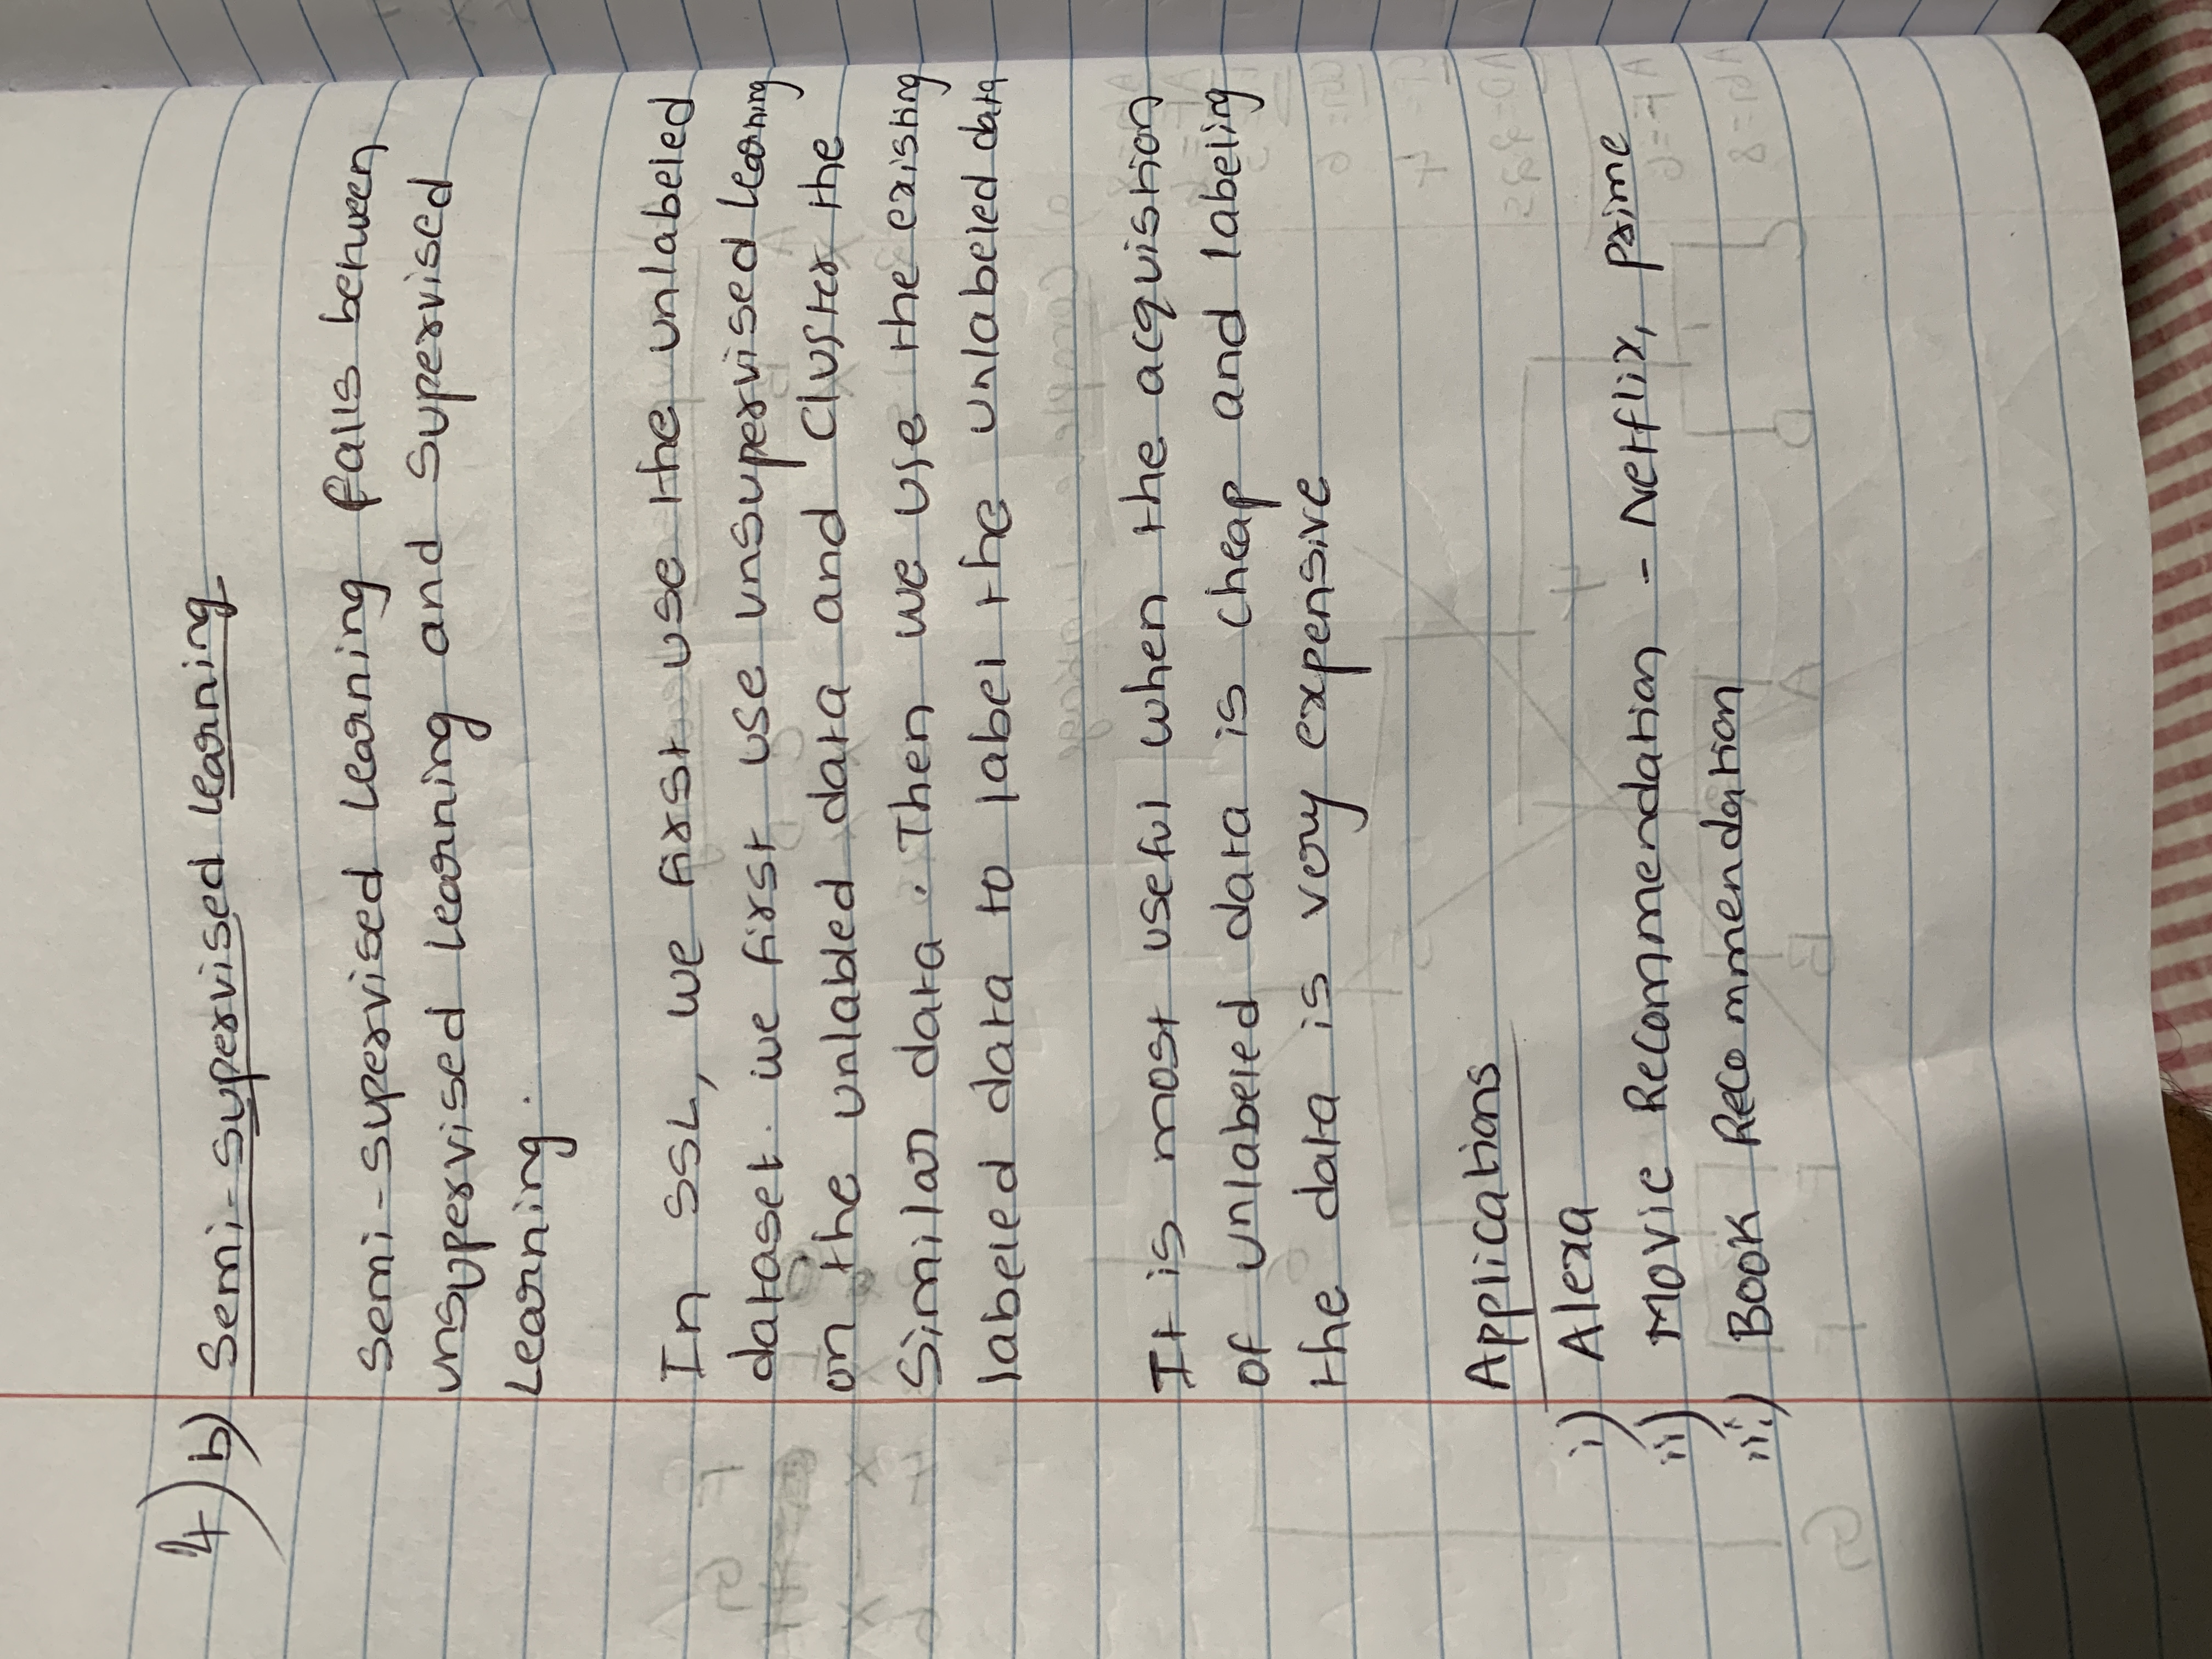 4) b) Semi-supervised learning
Semi-supervised learning falls between
unsupervised learning and supervised
Learning.
In SSL, we first use the unlabeled
dataset. we first use unsupervised learning
on the unlabled data and cluster the
Similar data. Then we use the existing
labeled data to label the unlabeled data
It is most useful when the acquistion
of unlabeled data is cheap and labeling
the data is very expensive
Applications
i) Alexa
ii) Movie Recommendation - Netflix, prime
iii) Book Recommendation